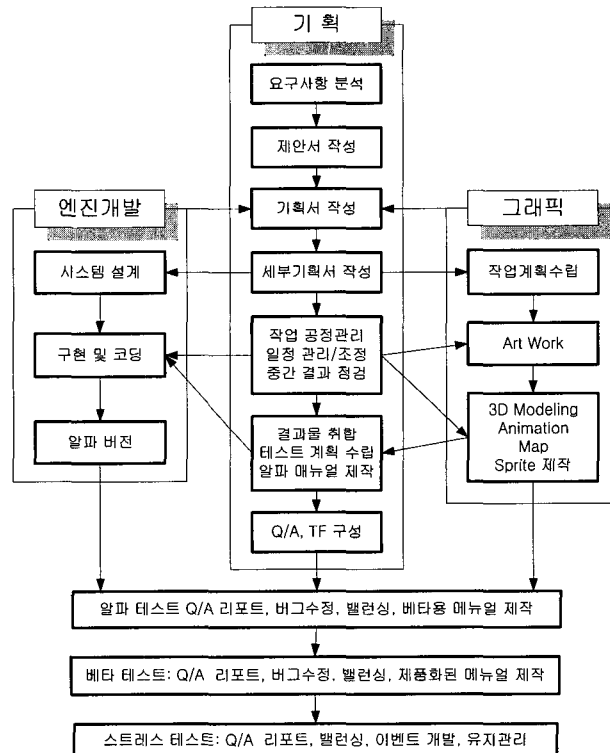 기 획
요구사항 분석
제안서 작성
엔진개발
기획서 작성
그래픽
사스템 설계
세부기획서 작성
작업계획수립
구현 및 코딩
작업 공정관리
일정 관리/조정
중간 결과 점검
Art Work
알파 버전
결과물 취합
테스트 계획 수립
알파 매뉴얼 제작
3D Modeling
Animation
Map
Sprite 제작
Q/A, TF 구성
알파 테스트 Q/A 리포트, 버그수정, 밸런싱, 베타용 메뉴얼 제작
베타 테스트: Q/A 리포트, 버그수정, 밸런싱, 제품화된 메뉴얼 제작
스트레스 테스트: Q/A 리포트, 밸런싱, 이벤트 개발, 유지관리